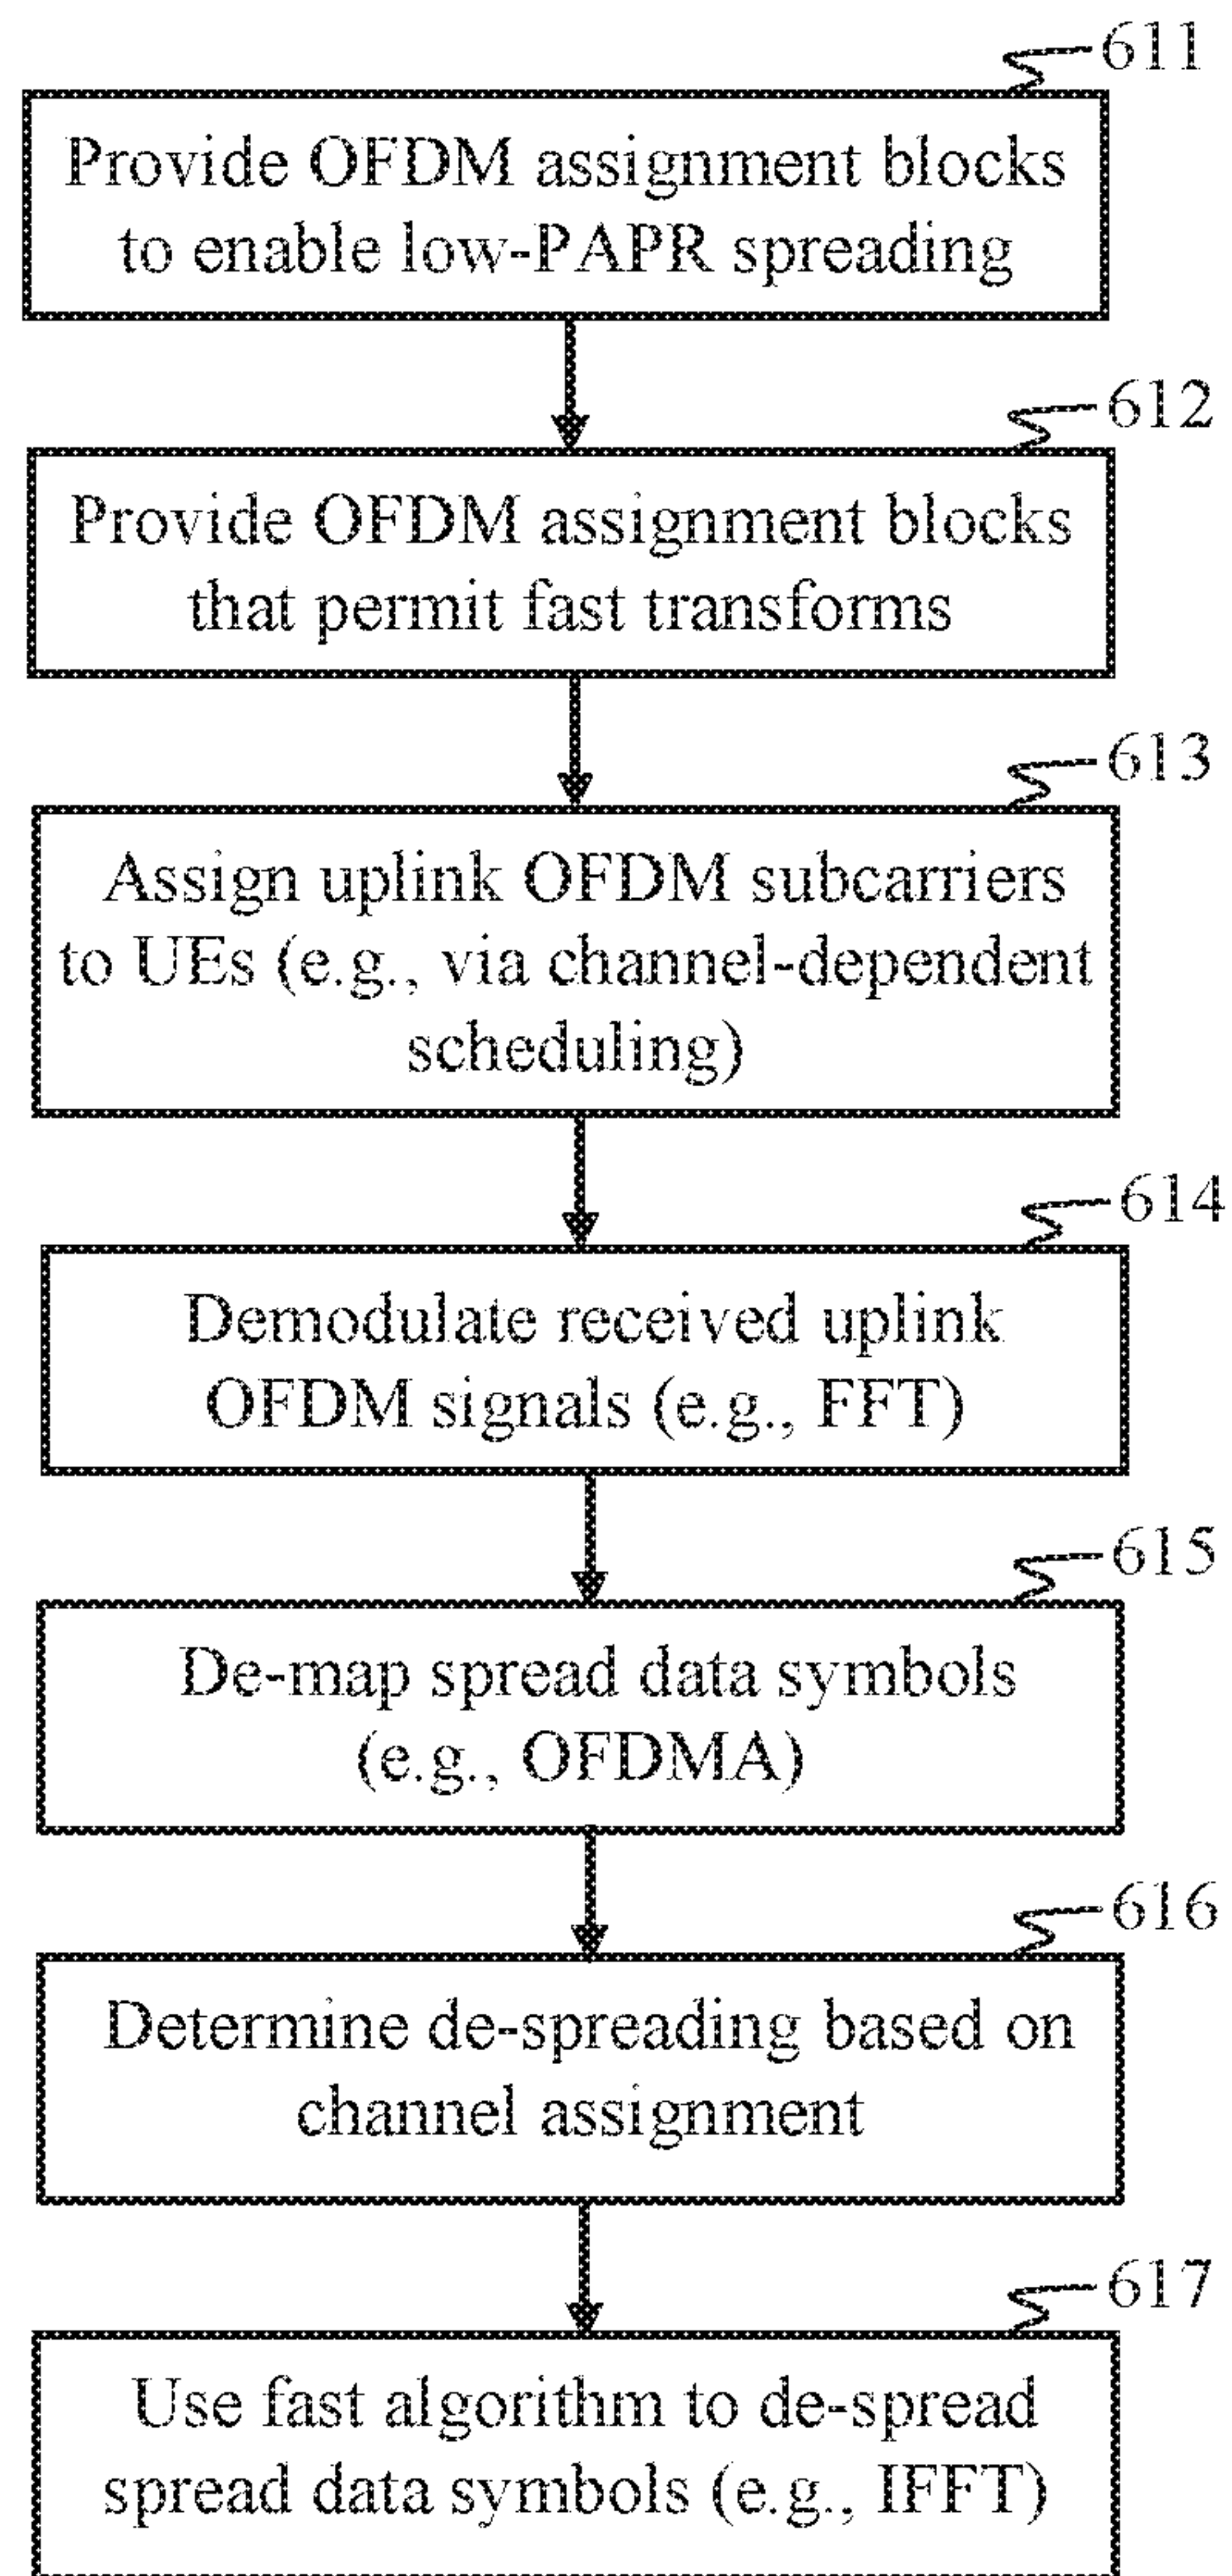 611
Provide OFDM assignment blocks
to enable low-PAPR spreading
612
Provide OFDM assignment blocks
that permit fast transforms
613
Assign uplink OFDM subcarriers
to UEs (e.g., via channel-dependent
scheduling)
614
Demodulate received uplink
OFDM signals (e.g., FFT)
615
De-map spread data symbols
(e.g., OFDMA)
616
Determine de-spreading based on
channel assignment
617
Use fast algorithm to de-spread
spread data symbols (e.g., IFFT)